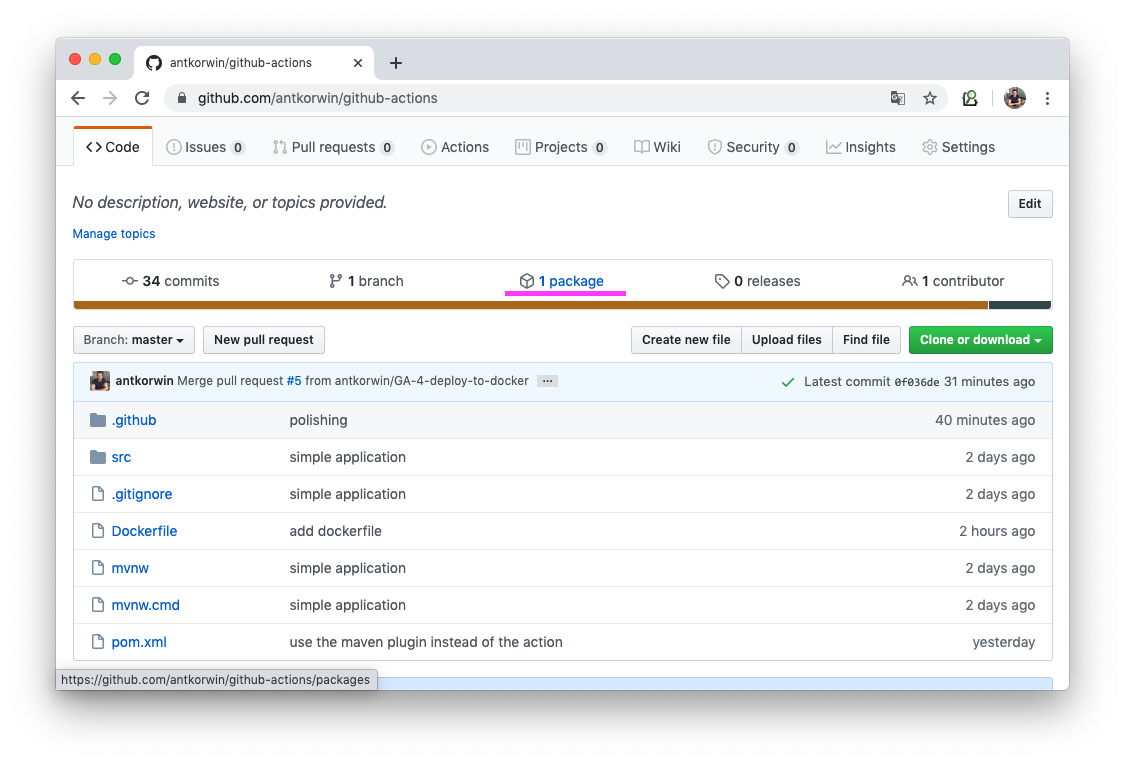 antkorwin/github-actions
github.com/antkorwin/github-actions
Code Issues 0 Pull requests 0 Actions Projects 0 Wiki Security 0 Insights Settings
No description, website, or topics provided. Edit
Manage topics
34 commits 1 branch 1 package 0 releases 1 contributor
Branch: master New pull request Create new file Upload files Find file Clone or download
antkorwin Merge pull request #5 from antkorwin/GA-4-deploy-to-docker ... Latest commit 0f036de 31 minutes ago
.github polishing 40 minutes ago
src simple application 2 days ago
.gitignore simple application 2 days ago
Dockerfile add dockerfile 2 hours ago
mvnw simple application 2 days ago
mvnw.cmd simple application 2 days ago
pom.xml use the maven plugin instead of the action yesterday
https://github.com/antkorwin/github-actions/packages